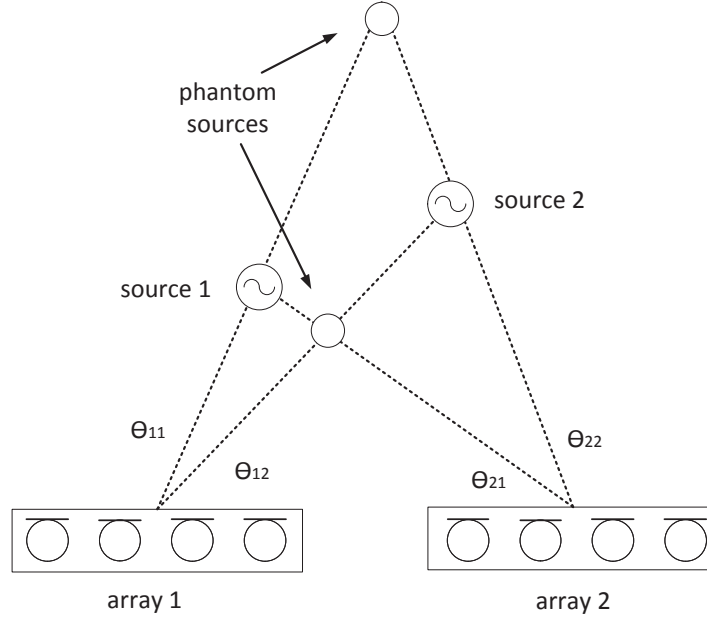 phantom
sources
source 2
source 1
Θ11
Θ22
Θ12
Θ21
array 1
array 2